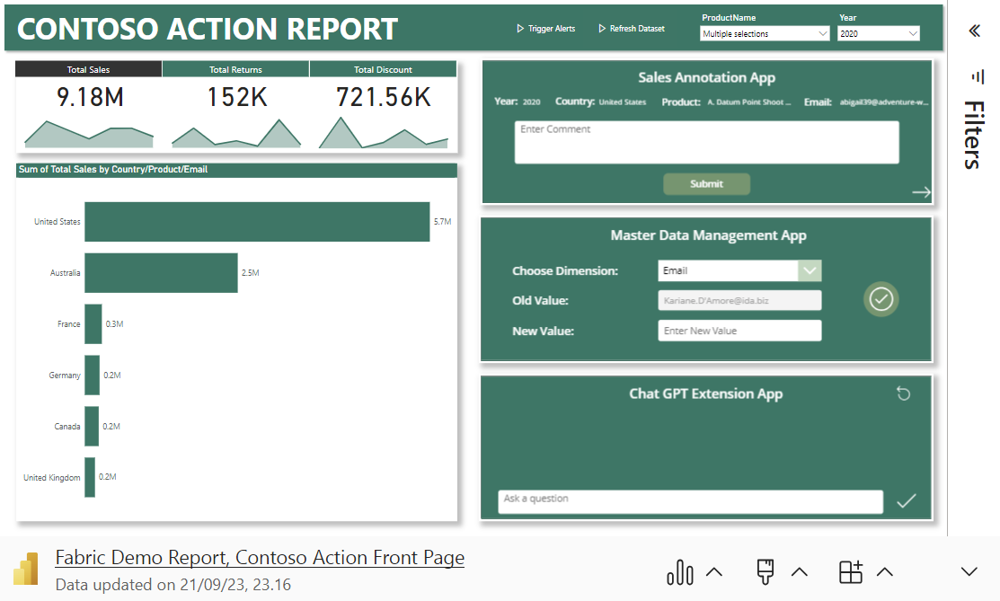 CONTOSO ACTION REPORT
Trigger Alerts
Refresh Dataset
ProductName
Multiple selections
Year
2020
Filters
Total Sales
9.18M
Total Returns
152K
Total Discount
721.56K
Sum of Total Sales by Country/Product/Email
United States 5.7M
Australia 2.5M
France 0.3M
Germany 0.2M
Canada 0.2M
United Kingdom 0.2M
Sales Annotation App
Year: 2020 Country: United States Product: A. Datum Point Shoot ... Email: abigail39@adventure-w...
Enter Comment
Submit
Master Data Management App
Choose Dimension: Email
Old Value: Kariane.D'Amore@ida.biz
New Value: Enter New Value
Chat GPT Extension App
Ask a question
Fabric Demo Report, Contoso Action Front Page
Data updated on 21/09/23, 23.16